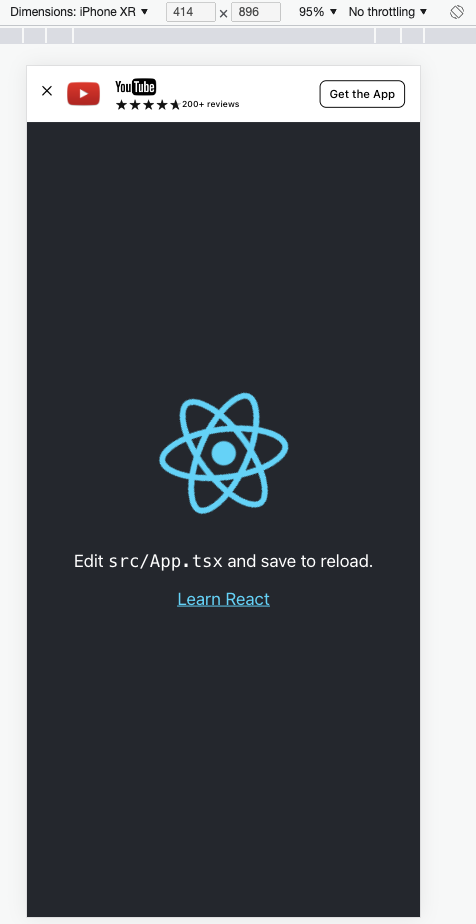 Dimensions: iPhone XR ▼ 414 × 896 95% ▼ No throttling ▼
× YouTube
★★★★★ 200+ reviews
Get the App
Edit src/App.tsx and save to reload.
Learn React